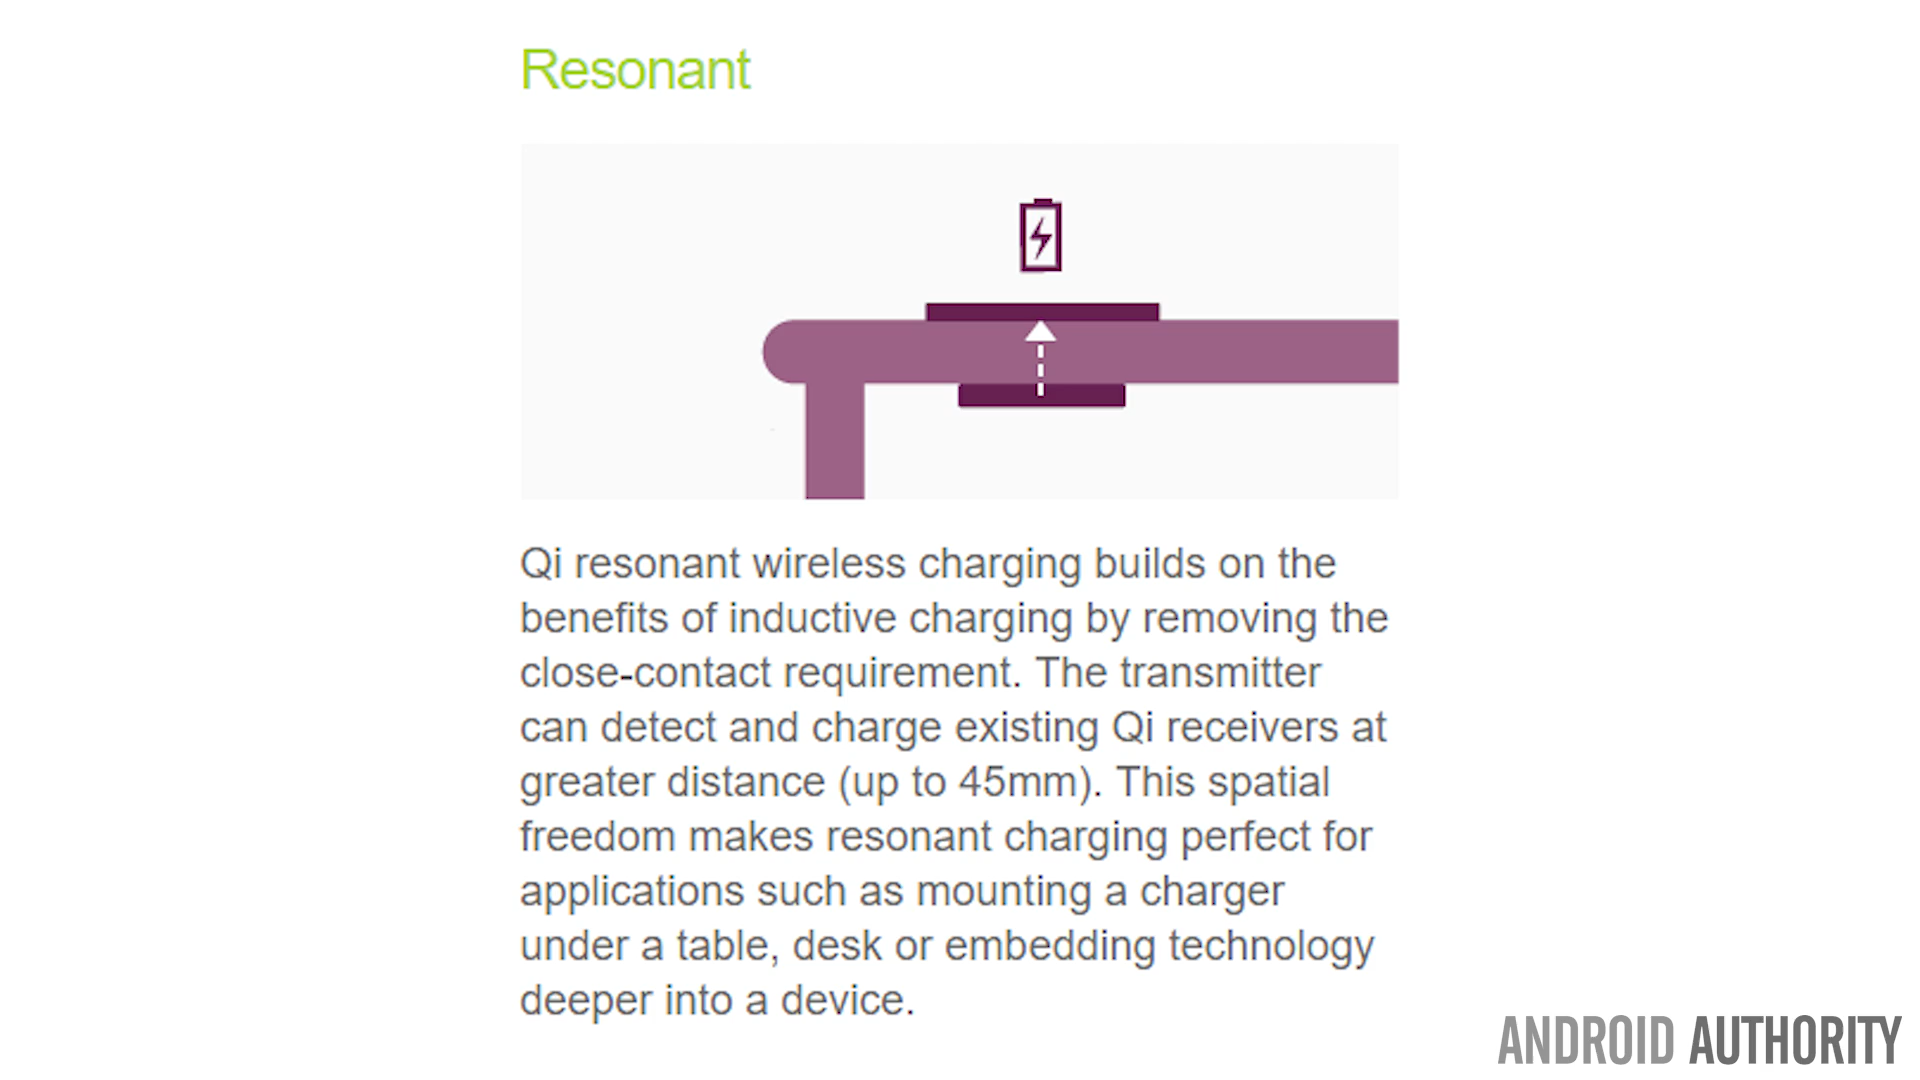 Resonant
Qi resonant wireless charging builds on the
benefits of inductive charging by removing the
close-contact requirement. The transmitter
can detect and charge existing Qi receivers at
greater distance (up to 45mm). This spatial
freedom makes resonant charging perfect for
applications such as mounting a charger
under a table, desk or embedding technology
deeper into a device.
ANDROID AUTHORITY